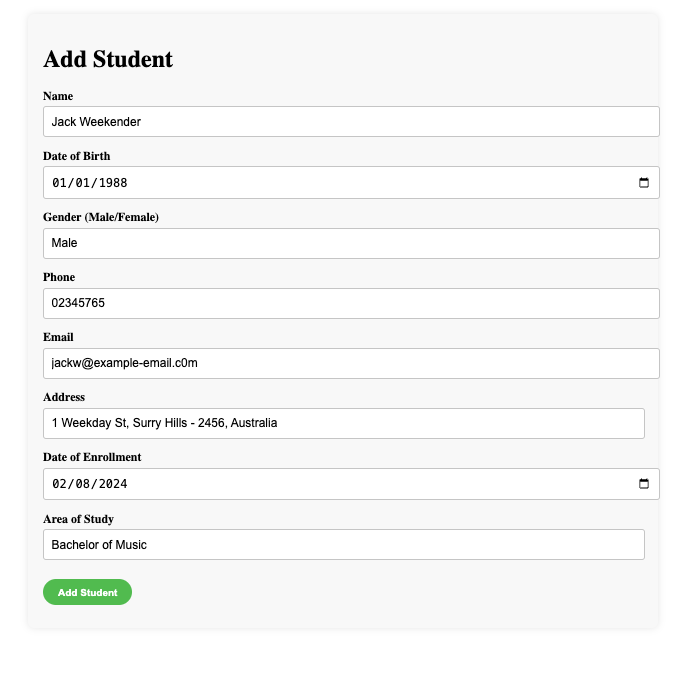 Add Student
Name
Jack Weekender
Date of Birth
01/01/1988
Gender (Male/Female)
Male
Phone
02345765
Email
jackw@example-email.c0m
Address
1 Weekday St, Surry Hills - 2456, Australia
Date of Enrollment
02/08/2024
Area of Study
Bachelor of Music
Add Student